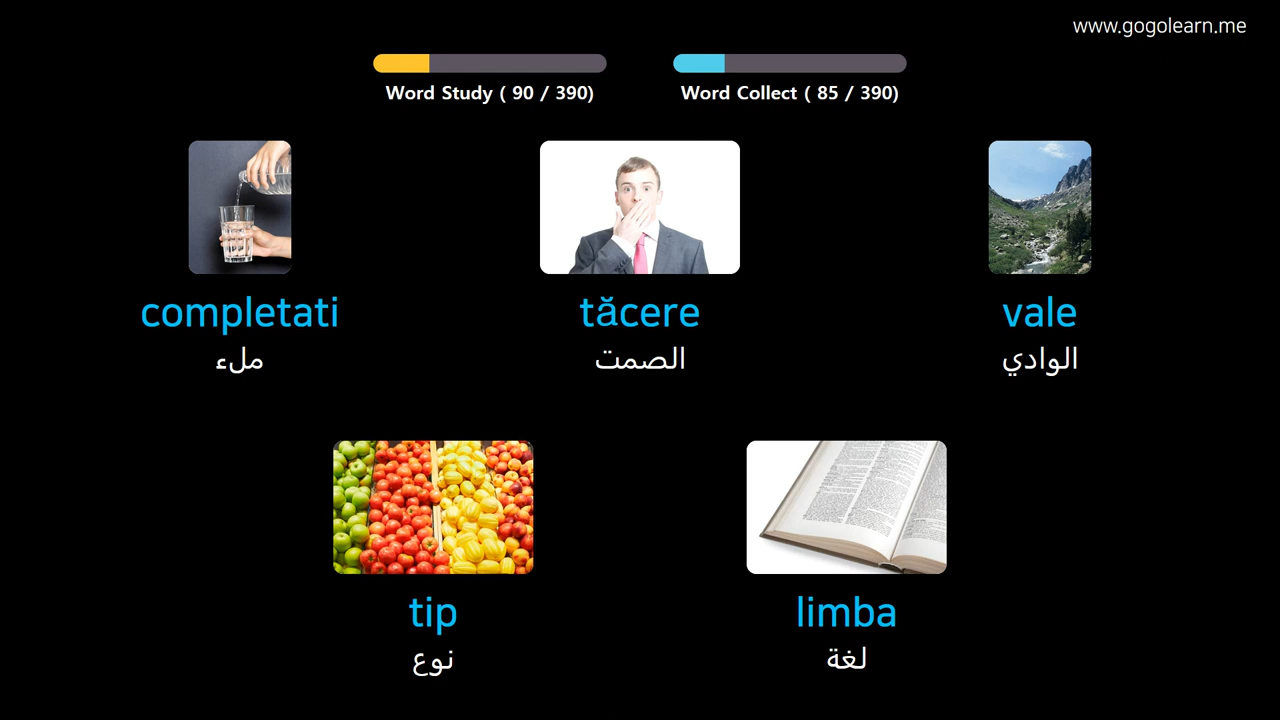 www.gogolearn.me
Word Study ( 90 / 390)
Word Collect ( 85 / 390)
completati
ملء
tăcere
الصمت
vale
الوادي
tip
نوع
limba
لغة